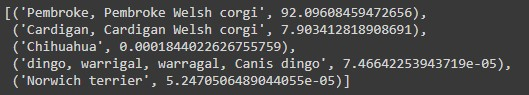 [('Pembroke, Pembroke Welsh corgi', 92.09608459472656),
('Cardigan, Cardigan Welsh corgi', 7.903412818908691),
('Chihuahua', 0.0001844022626755759),
('dingo, warrigal, warragal, Canis dingo', 7.46642253943719e-05),
('Norwich terrier', 5.2470506489044055e-05)]